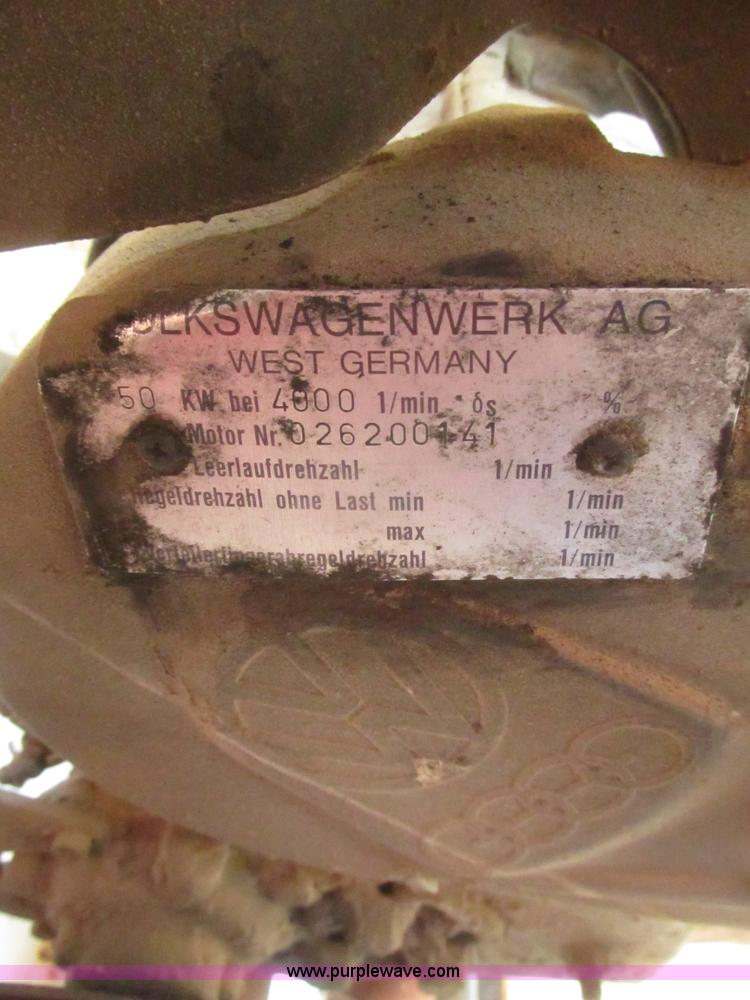 VOLKSWAGENWERK AG
WEST GERMANY
50 KW bei 4000 1/min δs %
Motor Nr. 026200141
Leerlaufdrehzahl 1/min
Regeldrehzahl ohne Last min 1/min
max 1/min
1/min
www.purplewave.com